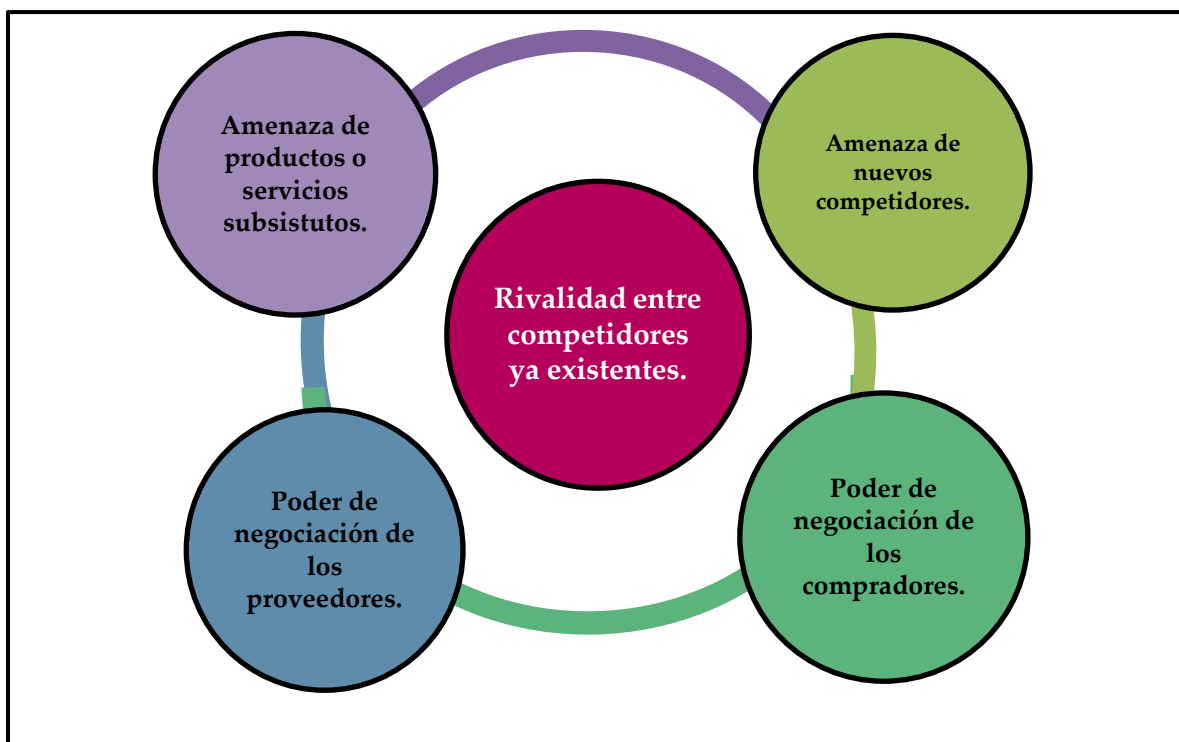 Amenaza de
productos o
servicios
subsistutos.
Amenaza de
nuevos
competidores.
Rivalidad entre
competidores
ya existentes.
Poder de
negociación de
los
proveedores.
Poder de
negociación de
los
compradores.